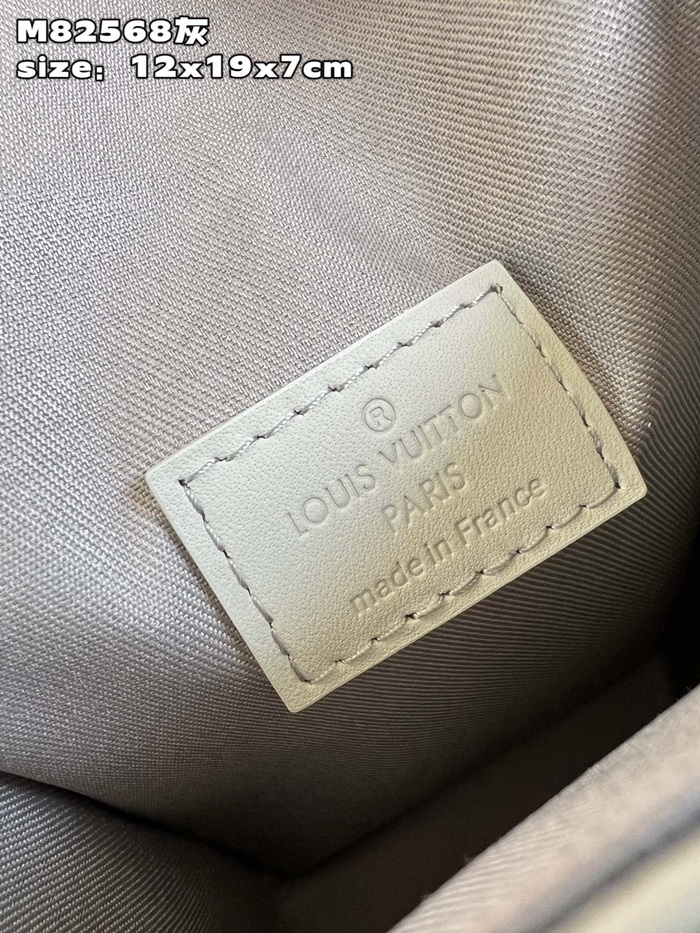 M82568灰
size：12x19x7cm
®
LOUIS VUITTON
PARIS
made in France